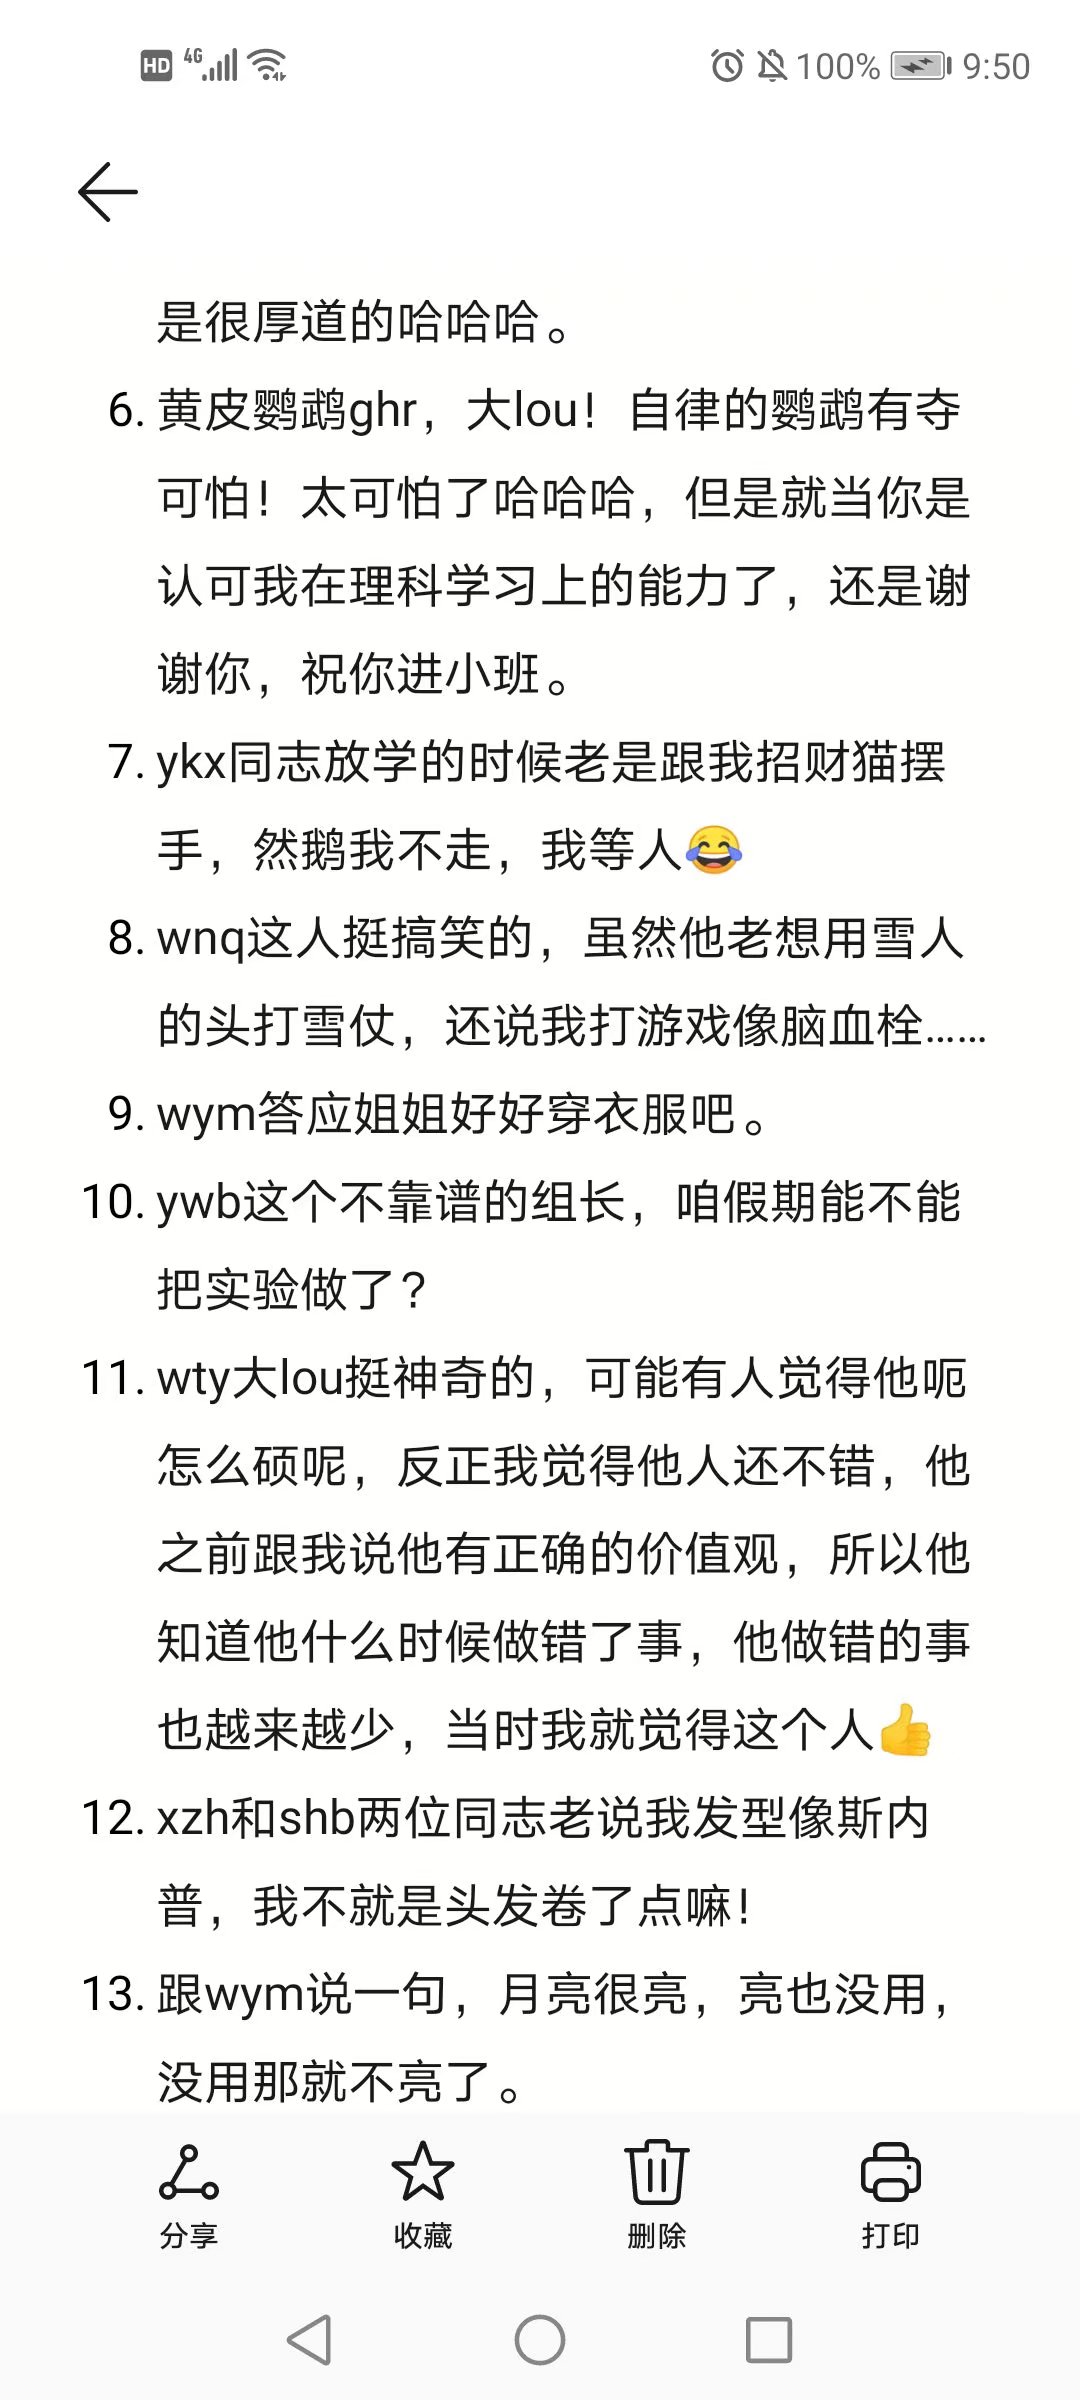 HD 4G 100% 9:50
是很厚道的哈哈哈。
6. 黄皮鹦鹉ghr，大lou！自律的鹦鹉有夺
可怕！太可怕了哈哈哈，但是就当你是
认可我在理科学习上的能力了，还是谢
谢你，祝你进小班。
7. ykx同志放学的时候老是跟我招财猫摆
手，然鹅我不走，我等人😂
8. wnq这人挺搞笑的，虽然他老想用雪人
的头打雪仗，还说我打游戏像脑血栓……
9. wym答应姐姐好好穿衣服吧。
10. ywb这个不靠谱的组长，咱假期能不能
把实验做了？
11. wty大lou挺神奇的，可能有人觉得他呃
怎么硕呢，反正我觉得他人还不错，他
之前跟我说他有正确的价值观，所以他
知道他什么时候做错了事，他做错的事
也越来越少，当时我就觉得这个人👍
12. xzh和shb两位同志老说我发型像斯内
普，我不就是头发卷了点嘛！
13. 跟wym说一句，月亮很亮，亮也没用，
没用那就不亮了。
分享 收藏 删除 打印